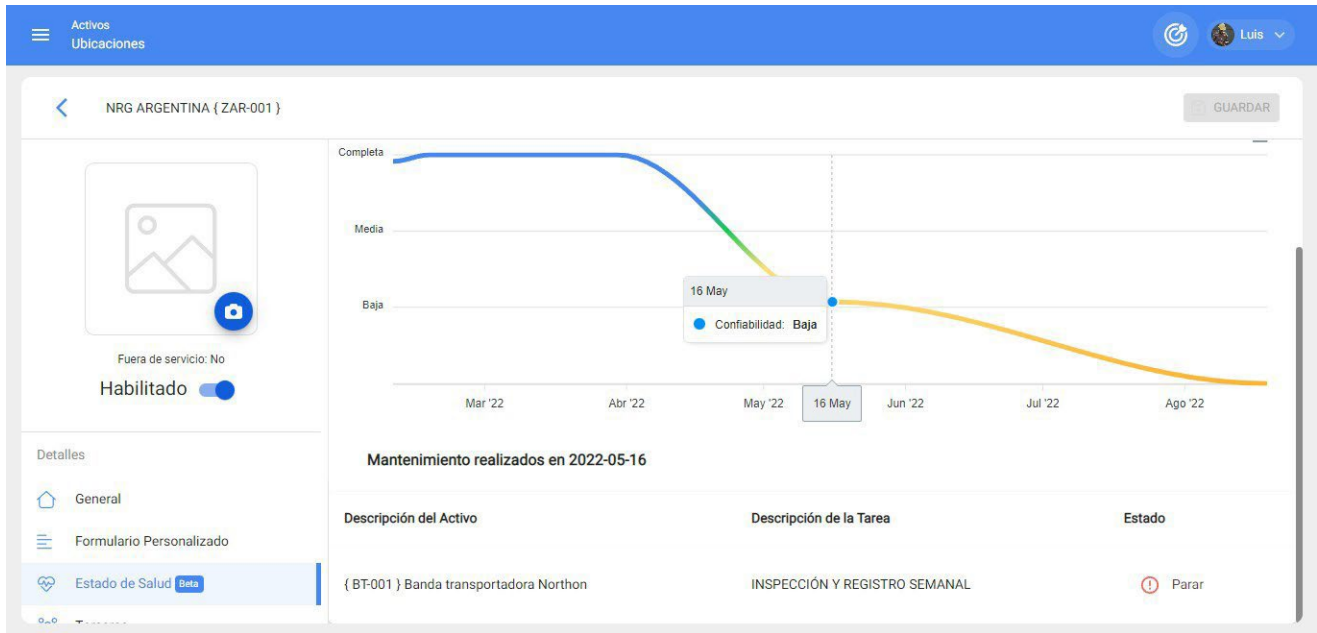 Activos
Ubicaciones
Luis
NRG ARGENTINA { ZAR-001 }
GUARDAR
Fuera de servicio: No
Habilitado
Detalles
General
Formulario Personalizado
Estado de Salud Beta
Completa
Media
Baja
16 May
Confiabilidad: Baja
Mar '22 Abr '22 May '22 16 May Jun '22 Jul '22 Ago '22
Mantenimiento realizados en 2022-05-16
Descripción del Activo Descripción de la Tarea Estado
{ BT-001 } Banda transportadora Northon INSPECCIÓN Y REGISTRO SEMANAL Parar